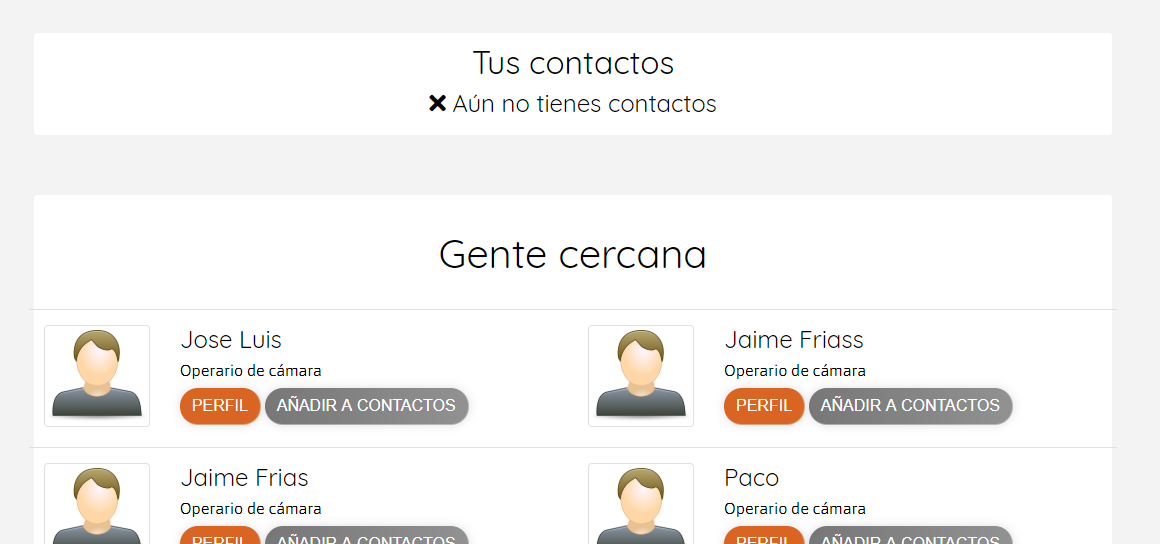 Tus contactos
Aún no tienes contactos
Gente cercana
Jose Luis
Operario de cámara
PERFIL AÑADIR A CONTACTOS
Jaime Friass
Operario de cámara
PERFIL AÑADIR A CONTACTOS
Jaime Frias
Operario de cámara
PERFIL AÑADIR A CONTACTOS
Paco
Operario de cámara
PERFIL AÑADIR A CONTACTOS